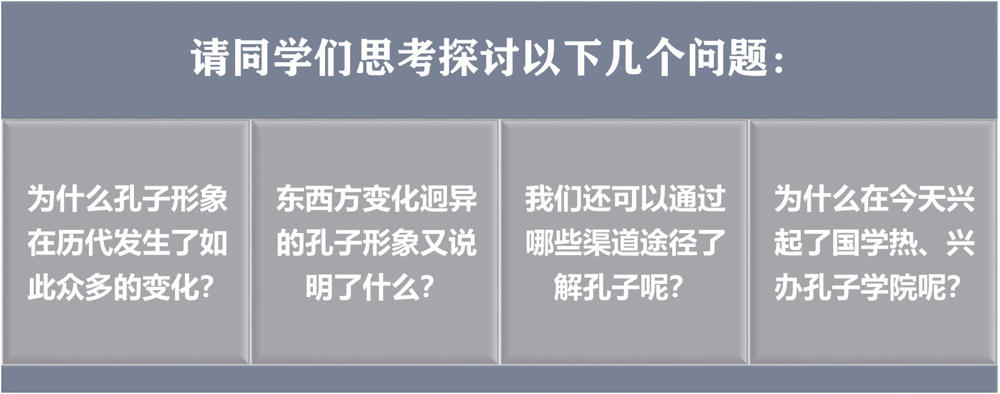 请同学们思考探讨以下几个问题：
为什么孔子形象
在历代发生了如
此众多的变化？
东西方变化迥异
的孔子形象又说
明了什么？
我们还可以通过
哪些渠道途径了
解孔子呢？
为什么在今天兴
起了国学热、兴
办孔子学院呢？